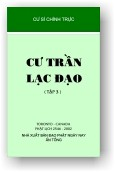 CƯ SĨ CHÍNH TRỰC
CƯ TRẦN
LẠC ĐẠO
( TẬP 3 )
TORONTO - CANADA
PHẬT LỊCH 2546 - 2002
NHÀ XUẤT BẢN ĐẠO PHẬT NGÀY NAY
ẤN TỐNG